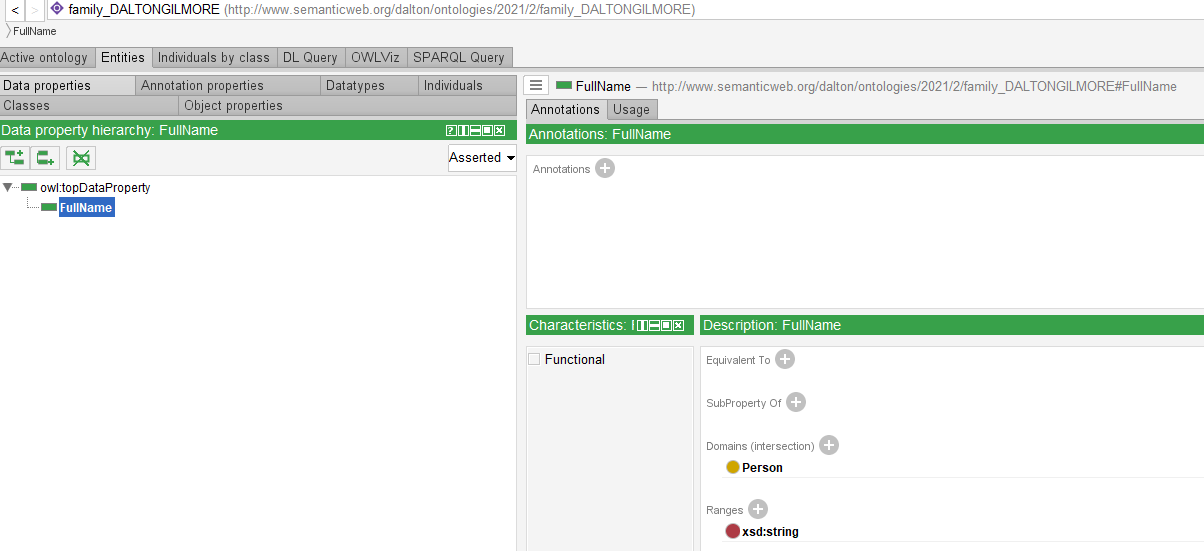 < > family_DALTONGILMORE (http://www.semanticweb.org/dalton/ontologies/2021/2/family_DALTONGILMORE)
FullName
Active ontology Entities Individuals by class DL Query OWLViz SPARQL Query
Data properties Annotation properties Datatypes Individuals
Classes Object properties
Data property hierarchy: FullName
Asserted
owl:topDataProperty
FullName
FullName — http://www.semanticweb.org/dalton/ontologies/2021/2/family_DALTONGILMORE#FullName
Annotations Usage
Annotations: FullName
Annotations
Characteristics: 
Functional
Description: FullName
Equivalent To
SubProperty Of
Domains (intersection)
Person
Ranges
xsd:string